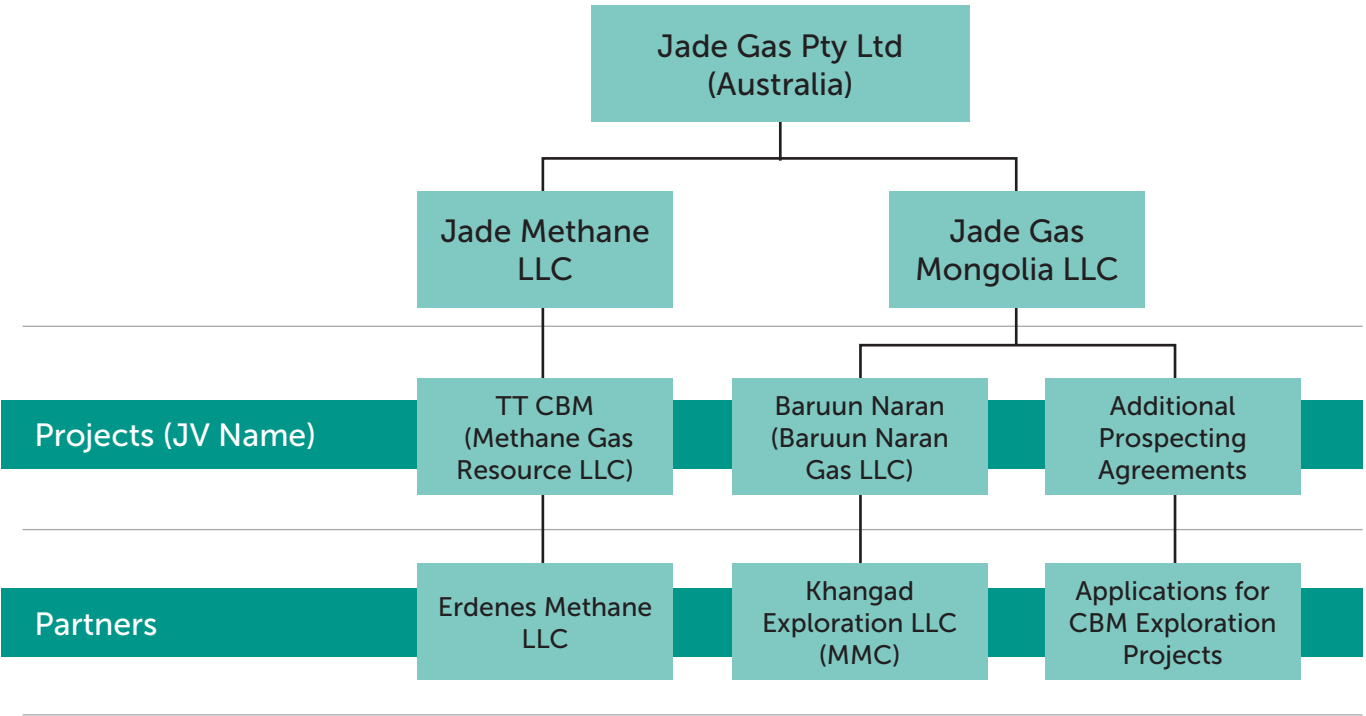 Jade Gas Pty Ltd
(Australia)
Jade Methane
LLC
Jade Gas
Mongolia LLC
Projects (JV Name)
TT CBM
(Methane Gas
Resource LLC)
Baruun Naran
(Baruun Naran
Gas LLC)
Additional
Prospecting
Agreements
Partners
Erdenes Methane
LLC
Khangad
Exploration LLC
(MMC)
Applications for
CBM Exploration
Projects